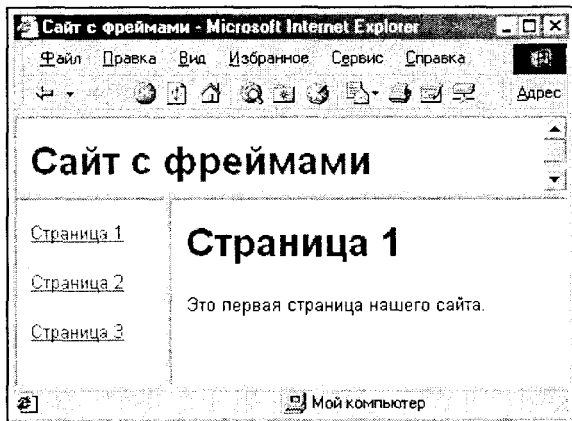 Сайт с фреймами - Microsoft Internet Explorer
Файл Правка Вид Избранное Сервис Справка
Адрес
Сайт с фреймами
Страница 1
Страница 2
Страница 3
Страница 1
Это первая страница нашего сайта.
Мой компьютер